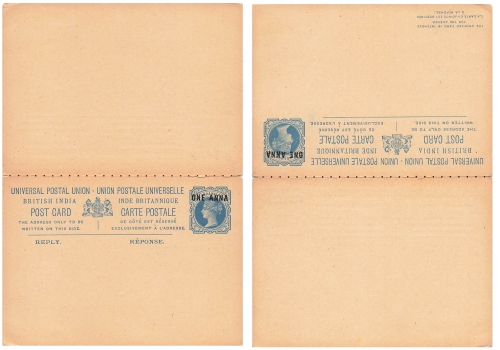 UNIVERSAL POSTAL UNION · UNION POSTALE UNIVERSELLE
BRITISH INDIA INDE BRITANNIQUE
POST CARD CARTE POSTALE
THE ADDRESS ONLY TO BE WRITTEN ON THIS SIDE. CE CÔTÉ EST RÉSERVÉ EXCLUSIVEMENT À L'ADRESSE.
REPLY. RÉPONSE.
ONE ANNA
UNIVERSAL POSTAL UNION · UNION POSTALE UNIVERSELLE
BRITISH INDIA INDE BRITANNIQUE
POST CARD CARTE POSTALE
THE ADDRESS ONLY TO BE WRITTEN ON THIS SIDE. CE CÔTÉ EST RÉSERVÉ EXCLUSIVEMENT À L'ADRESSE
ONE ANNA